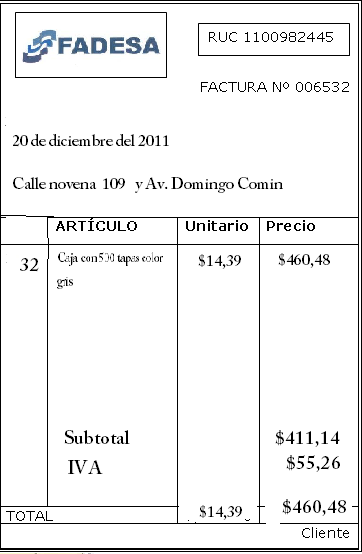 FADESA
RUC 1100982445
FACTURA Nº 006532
20 de diciembre del 2011
Calle novena 109 y Av. Domingo Comin
ARTÍCULO Unitario Precio
32 Caja con 500 tapas color gris $14,39 $460,48
Subtotal $411,14
IVA $55,26
TOTAL $14,39 $460,48
Cliente